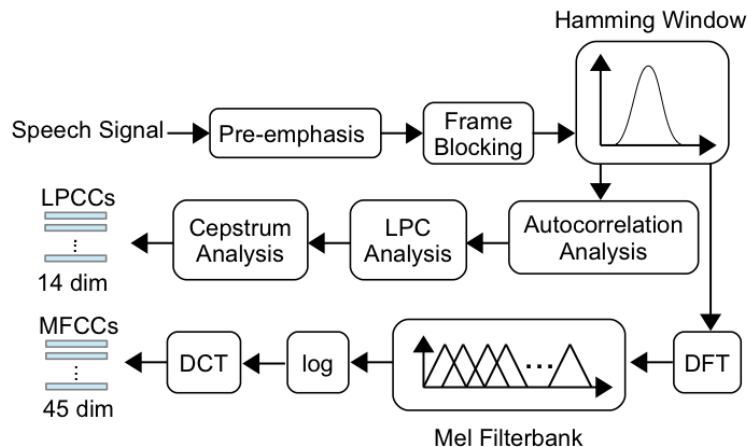 Hamming Window
Speech Signal
Pre-emphasis
Frame
Blocking
LPCCs
14 dim
Cepstrum
Analysis
LPC
Analysis
Autocorrelation
Analysis
MFCCs
45 dim
DCT
log
DFT
Mel Filterbank